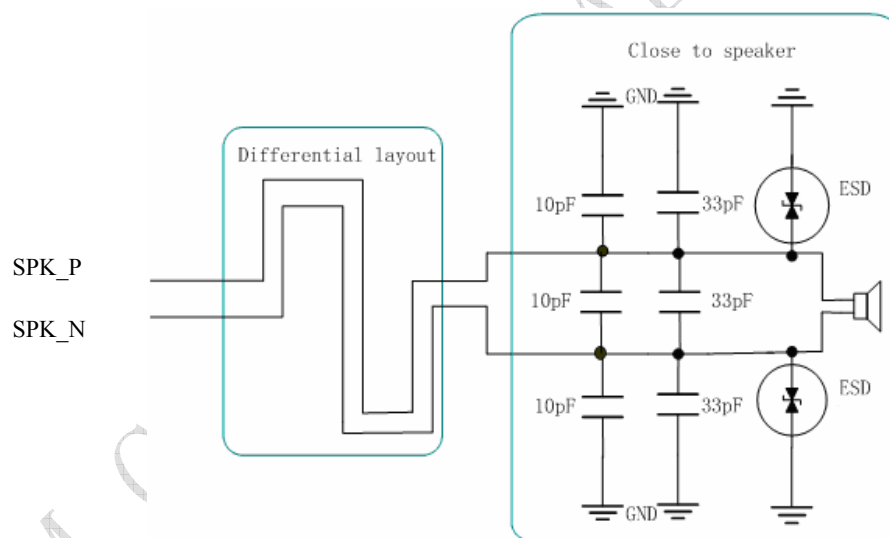 Close to speaker
GND
Differential layout
10pF
33pF
ESD
SPK_P
10pF
33pF
SPK_N
10pF
33pF
ESD
GND